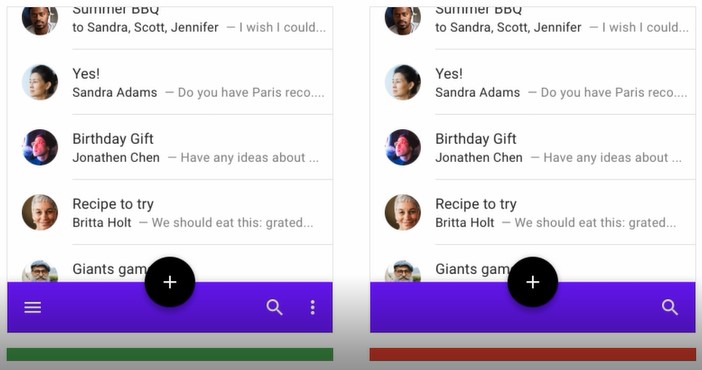 Summer BBQ
to Sandra, Scott, Jennifer — I wish I could...
Yes!
Sandra Adams — Do you have Paris reco....
Birthday Gift
Jonathen Chen — Have any ideas about ...
Recipe to try
Britta Holt — We should eat this: grated...
Giants gam
Summer BBQ
to Sandra, Scott, Jennifer — I wish I could...
Yes!
Sandra Adams — Do you have Paris reco....
Birthday Gift
Jonathen Chen — Have any ideas about ...
Recipe to try
Britta Holt — We should eat this: grated...
Giants gam